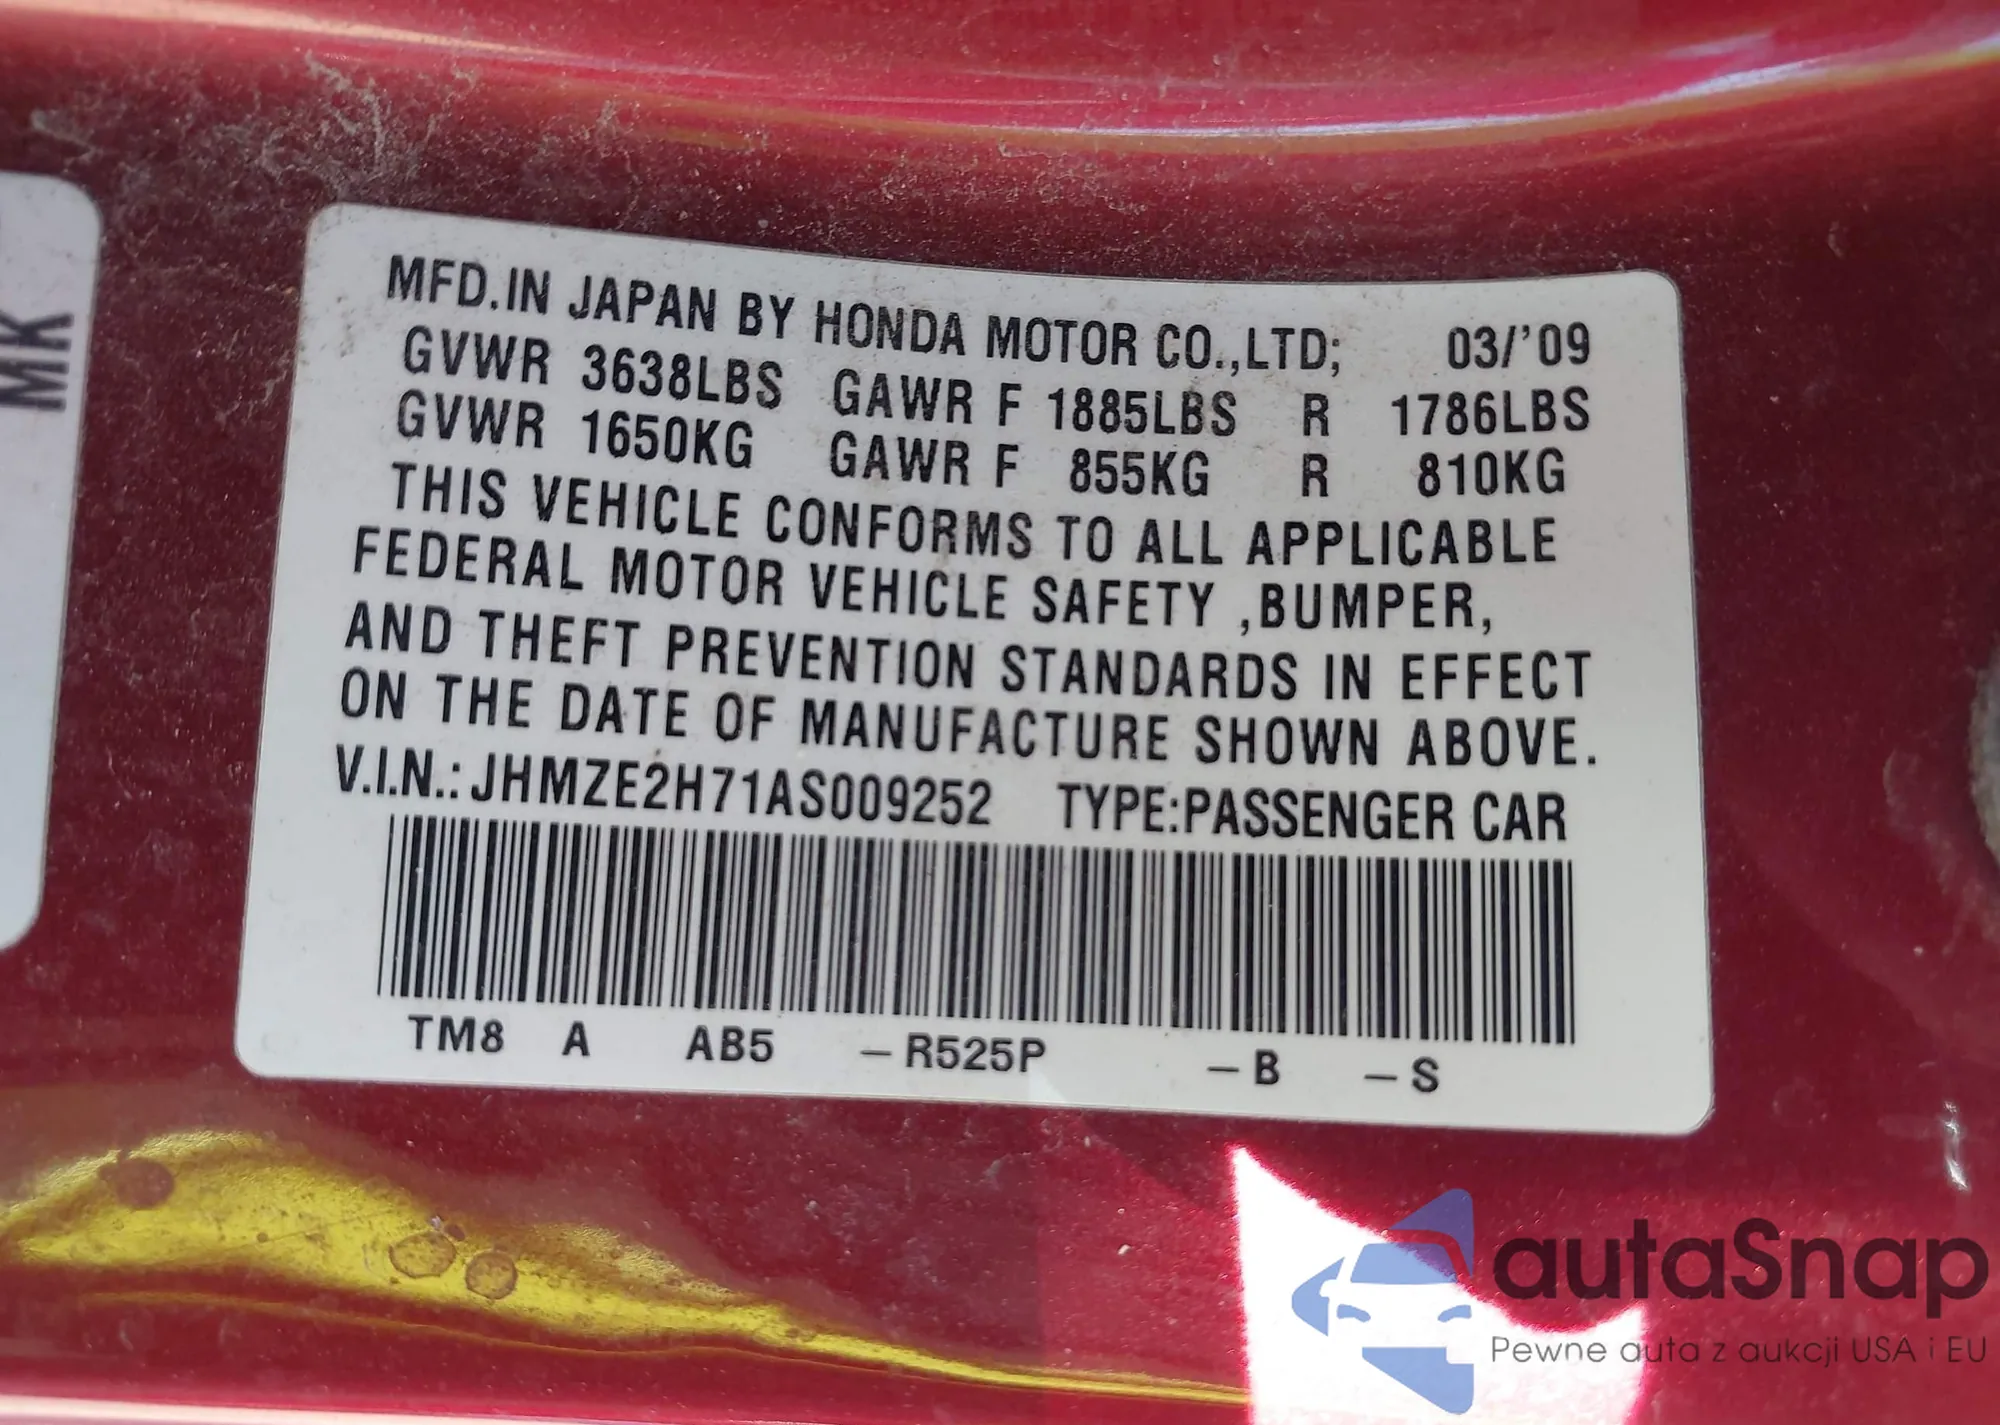 MK
MFD.IN JAPAN BY HONDA MOTOR CO.,LTD; 03/'09
GVWR 3638LBS GAWR F 1885LBS R 1786LBS
GVWR 1650KG GAWR F 855KG R 810KG
THIS VEHICLE CONFORMS TO ALL APPLICABLE
FEDERAL MOTOR VEHICLE SAFETY ,BUMPER,
AND THEFT PREVENTION STANDARDS IN EFFECT
ON THE DATE OF MANUFACTURE SHOWN ABOVE.
V.I.N.: JHMZE2H71AS009252 TYPE:PASSENGER CAR
TM8 A AB5 – R525P – B – S
autaSnap
Pewne auta z aukcji USA i EU